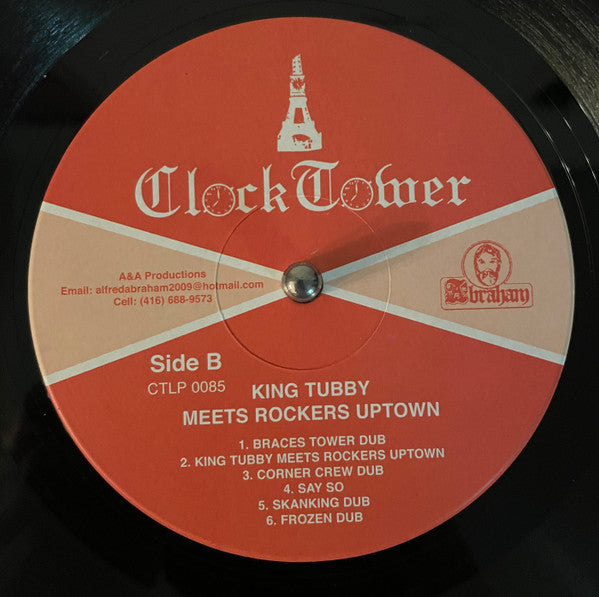 Clock Tower
A&A Productions
Email: alfredabraham2009@hotmail.com
Cell: (416) 688-9573
Abraham
Side B
CTLP 0085
KING TUBBY
MEETS ROCKERS UPTOWN
1. BRACES TOWER DUB
2. KING TUBBY MEETS ROCKERS UPTOWN
3. CORNER CREW DUB
4. SAY SO
5. SKANKING DUB
6. FROZEN DUB